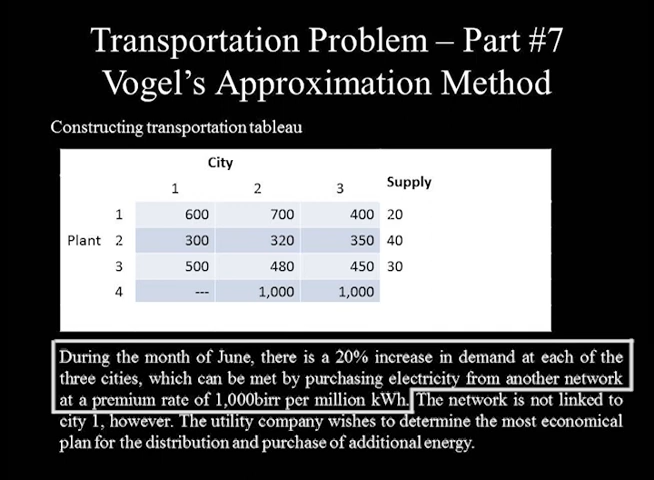 Transportation Problem – Part #7
Vogel's Approximation Method
Constructing transportation tableau
City
1 2 3 Supply
1 600 700 400 20
Plant 2 300 320 350 40
3 500 480 450 30
4 --- 1,000 1,000
During the month of June, there is a 20% increase in demand at each of the
three cities, which can be met by purchasing electricity from another network
at a premium rate of 1,000birr per million kWh. The network is not linked to
city 1, however. The utility company wishes to determine the most economical
plan for the distribution and purchase of additional energy.